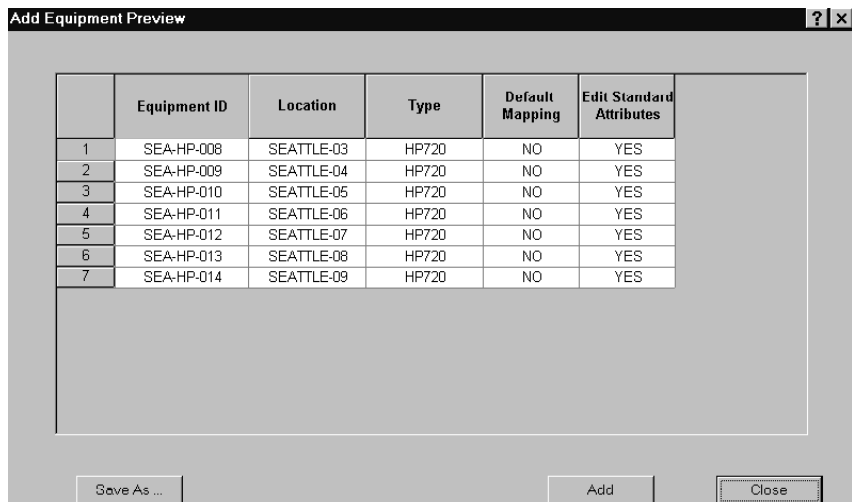 Add Equipment Preview
? ×
Equipment ID Location Type Default Mapping Edit Standard Attributes
1 SEA-HP-008 SEATTLE-03 HP720 NO YES
2 SEA-HP-009 SEATTLE-04 HP720 NO YES
3 SEA-HP-010 SEATTLE-05 HP720 NO YES
4 SEA-HP-011 SEATTLE-06 HP720 NO YES
5 SEA-HP-012 SEATTLE-07 HP720 NO YES
6 SEA-HP-013 SEATTLE-08 HP720 NO YES
7 SEA-HP-014 SEATTLE-09 HP720 NO YES
Save As ... Add Close